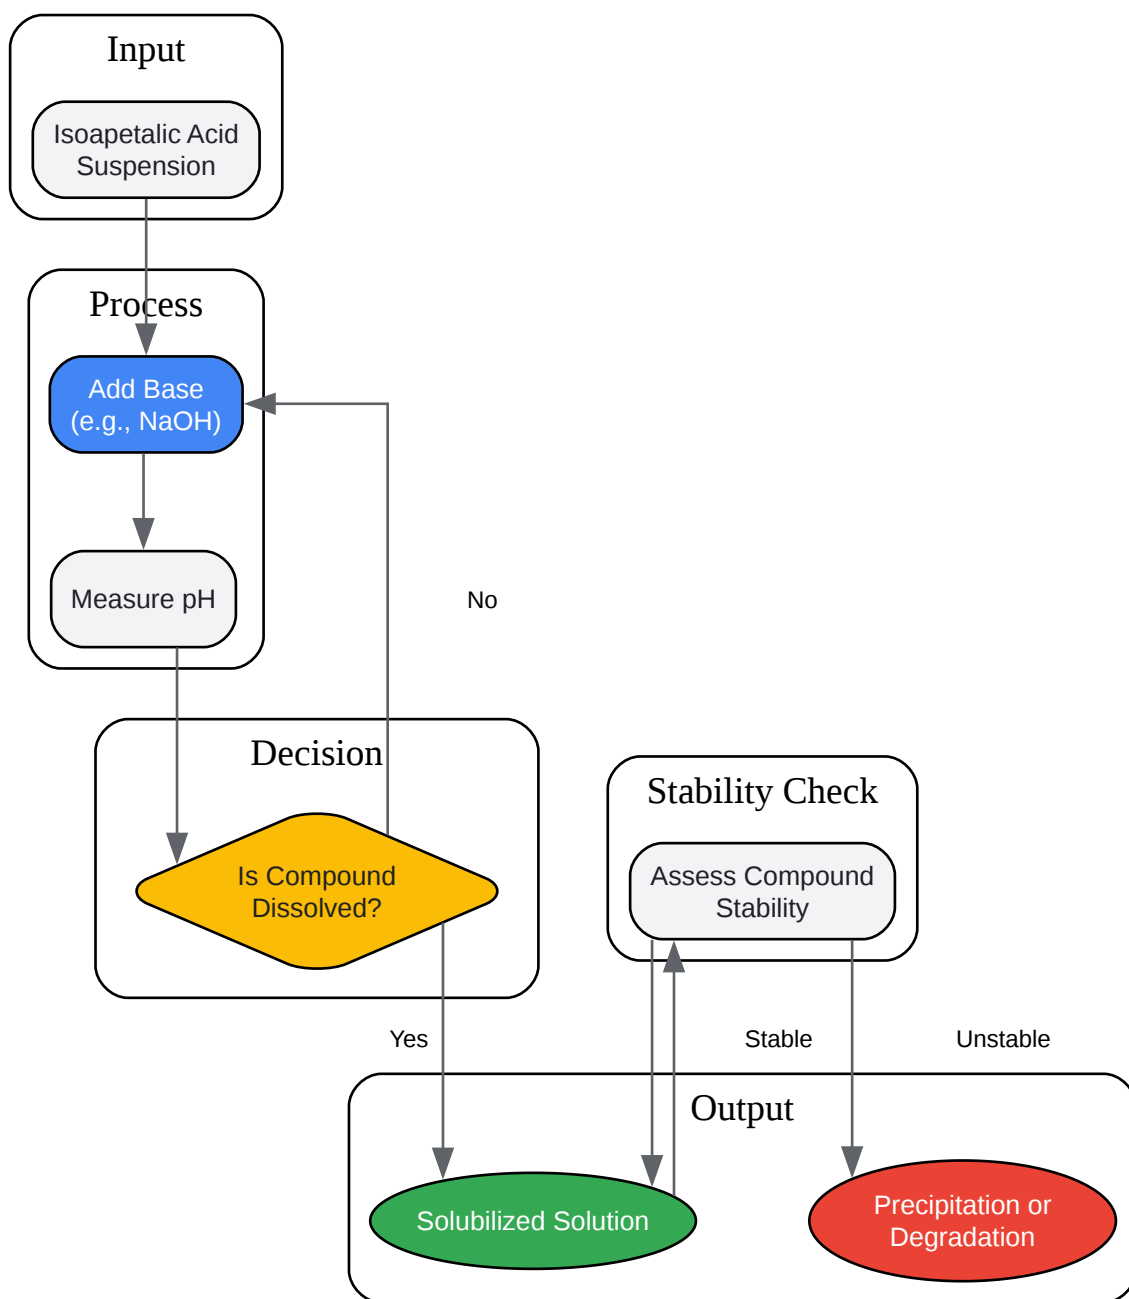 Input
Isoapetalic Acid
Suspension
Process
Add Base
(e.g., NaOH)
Measure pH
No
Decision
Is Compound
Dissolved?
Stability Check
Assess Compound
Stability
Yes
Stable
Unstable
Output
Solubilized Solution
Precipitation or
Degradation